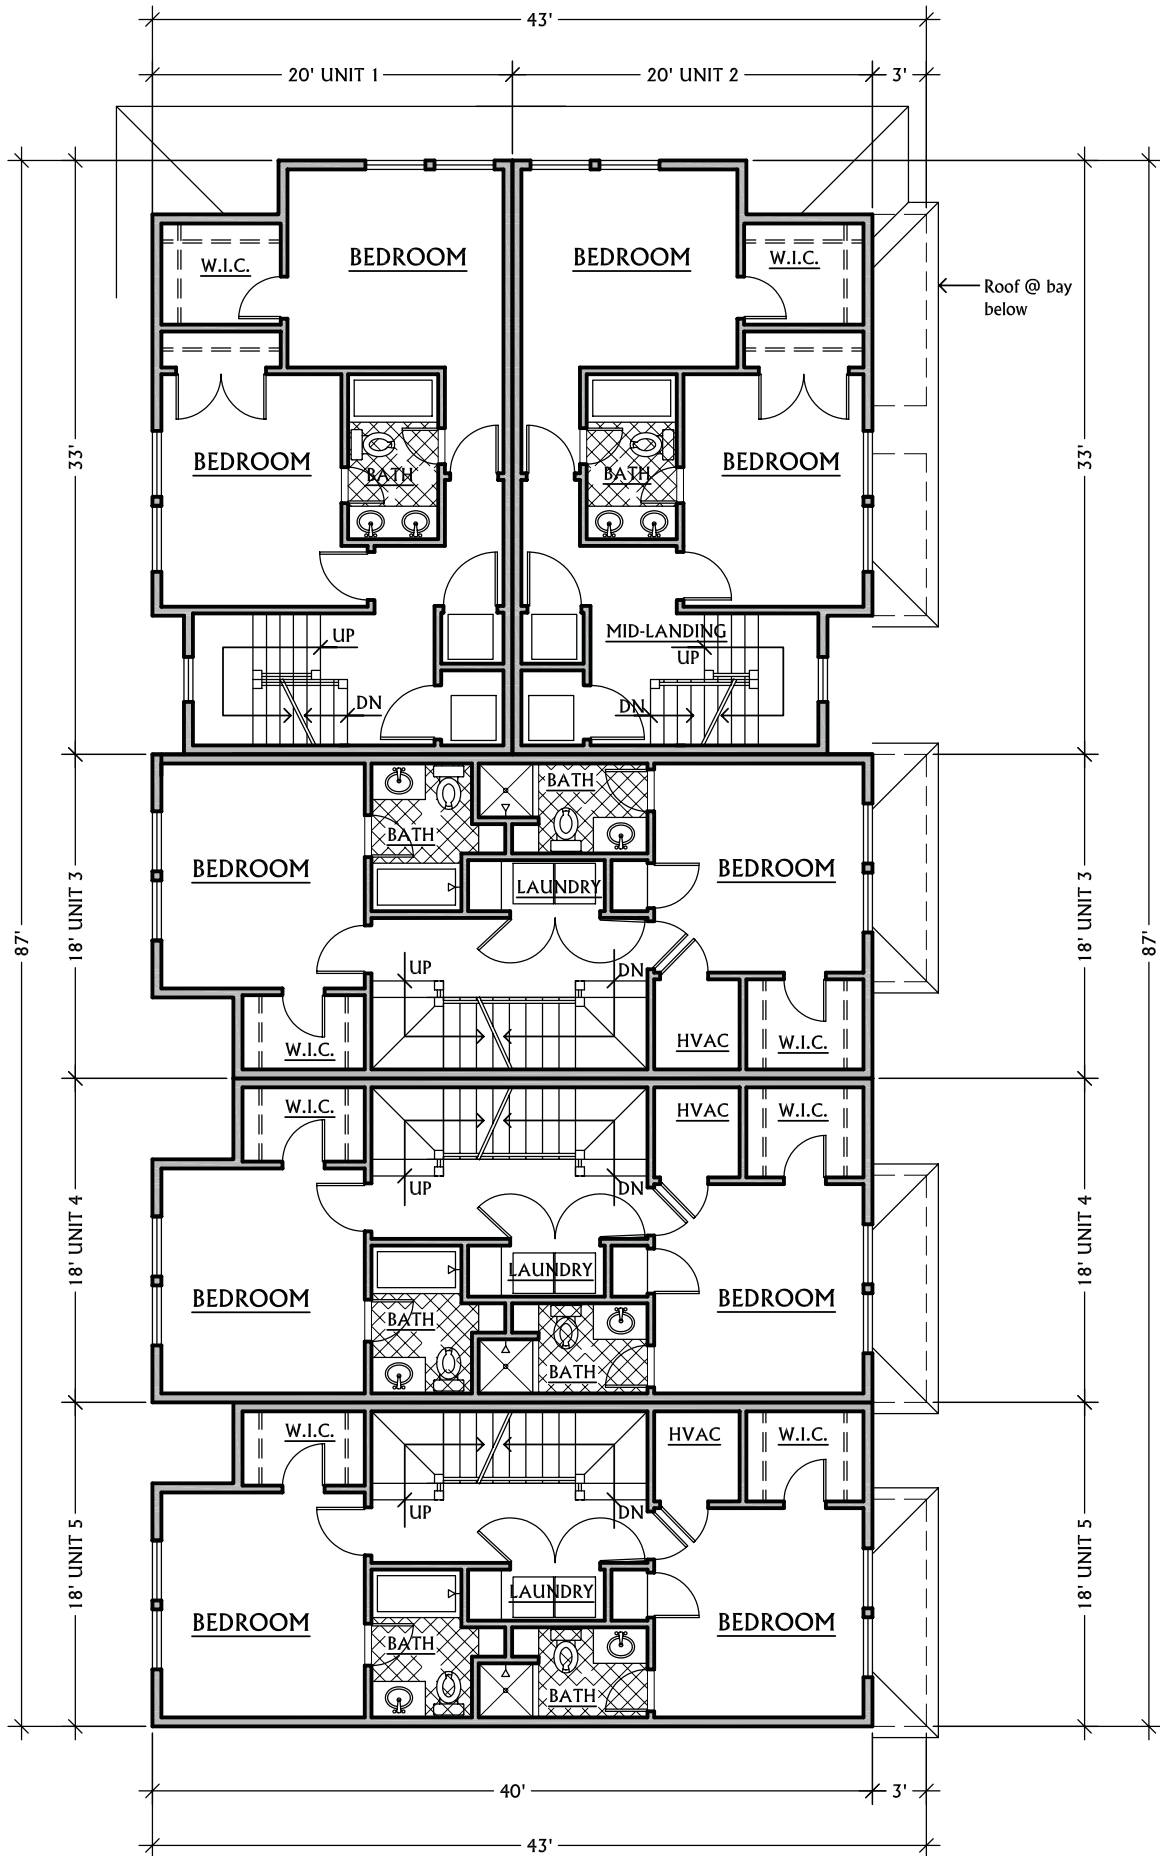 43'
20' UNIT 1
20' UNIT 2
3'
BEDROOM
BEDROOM
W.I.C.
W.I.C.
Roof @ bay
below
33'
33'
BEDROOM
BATH
BATH
BEDROOM
UP
MID-LANDING
UP
DN
DN
BATH
BATH
BEDROOM
BEDROOM
LAUNDRY
18' UNIT 3
18' UNIT 3
87'
87'
UP
DN
W.I.C.
HVAC
W.I.C.
W.I.C.
HVAC
W.I.C.
UP
DN
18' UNIT 4
18' UNIT 4
LAUNDRY
BEDROOM
BEDROOM
BATH
BATH
W.I.C.
HVAC
W.I.C.
UP
DN
18' UNIT 5
18' UNIT 5
LAUNDRY
BEDROOM
BEDROOM
BATH
BATH
40'
3'
43'